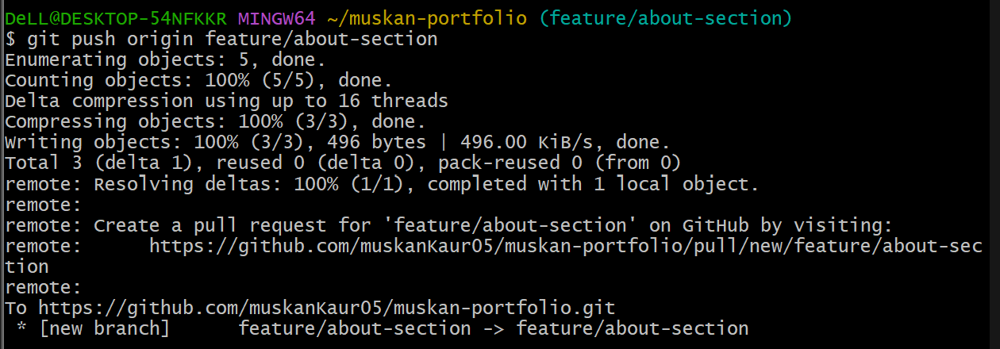 DeLL@DESKTOP-54NFKKR MINGW64 ~/muskan-portfolio (feature/about-section)
$ git push origin feature/about-section
Enumerating objects: 5, done.
Counting objects: 100% (5/5), done.
Delta compression using up to 16 threads
Compressing objects: 100% (3/3), done.
Writing objects: 100% (3/3), 496 bytes | 496.00 KiB/s, done.
Total 3 (delta 1), reused 0 (delta 0), pack-reused 0 (from 0)
remote: Resolving deltas: 100% (1/1), completed with 1 local object.
remote:
remote: Create a pull request for 'feature/about-section' on GitHub by visiting:
remote:      https://github.com/muskanKaur05/muskan-portfolio/pull/new/feature/about-sec
tion
remote:
To https://github.com/muskanKaur05/muskan-portfolio.git
 * [new branch]      feature/about-section -> feature/about-section